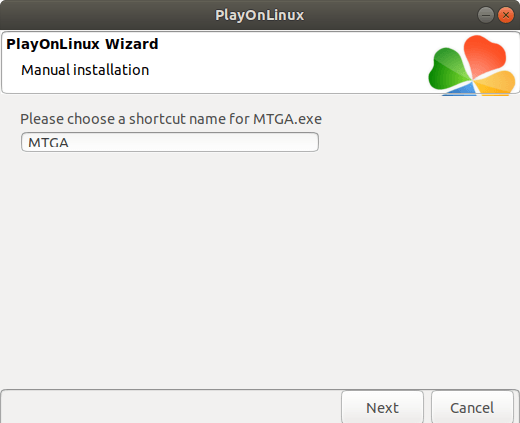 PlayOnLinux
PlayOnLinux Wizard
Manual installation
Please choose a shortcut name for MTGA.exe
MTGA
Next
Cancel